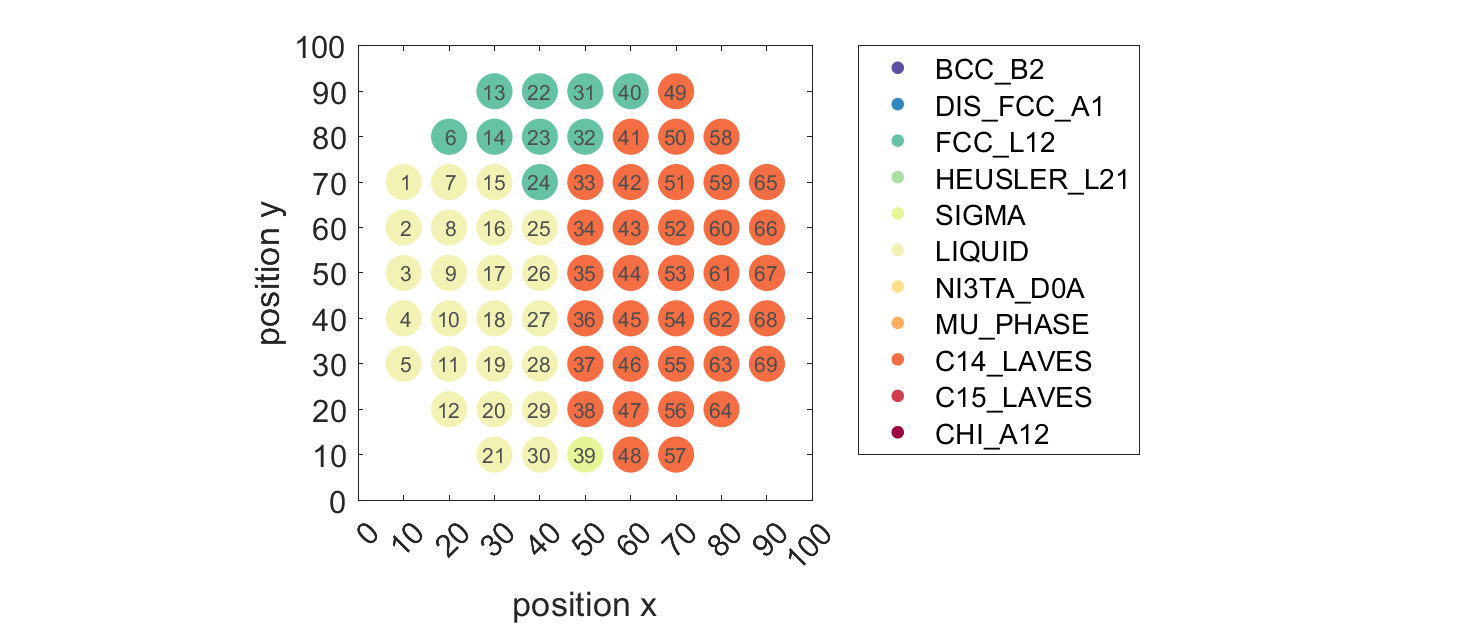 100
90 13 22 31 40 49
80 6 14 23 32 41 50 58
70 1 7 15 24 33 42 51 59 65
60 2 8 16 25 34 43 52 60 66
50 3 9 17 26 35 44 53 61 67
40 4 10 18 27 36 45 54 62 68
30 5 11 19 28 37 46 55 63 69
20 12 20 29 38 47 56 64
10 21 30 39 48 57
0
position y
0 10 20 30 40 50 60 70 80 90 100
position x
BCC_B2
DIS_FCC_A1
FCC_L12
HEUSLER_L21
SIGMA
LIQUID
NI3TA_D0A
MU_PHASE
C14_LAVES
C15_LAVES
CHI_A12